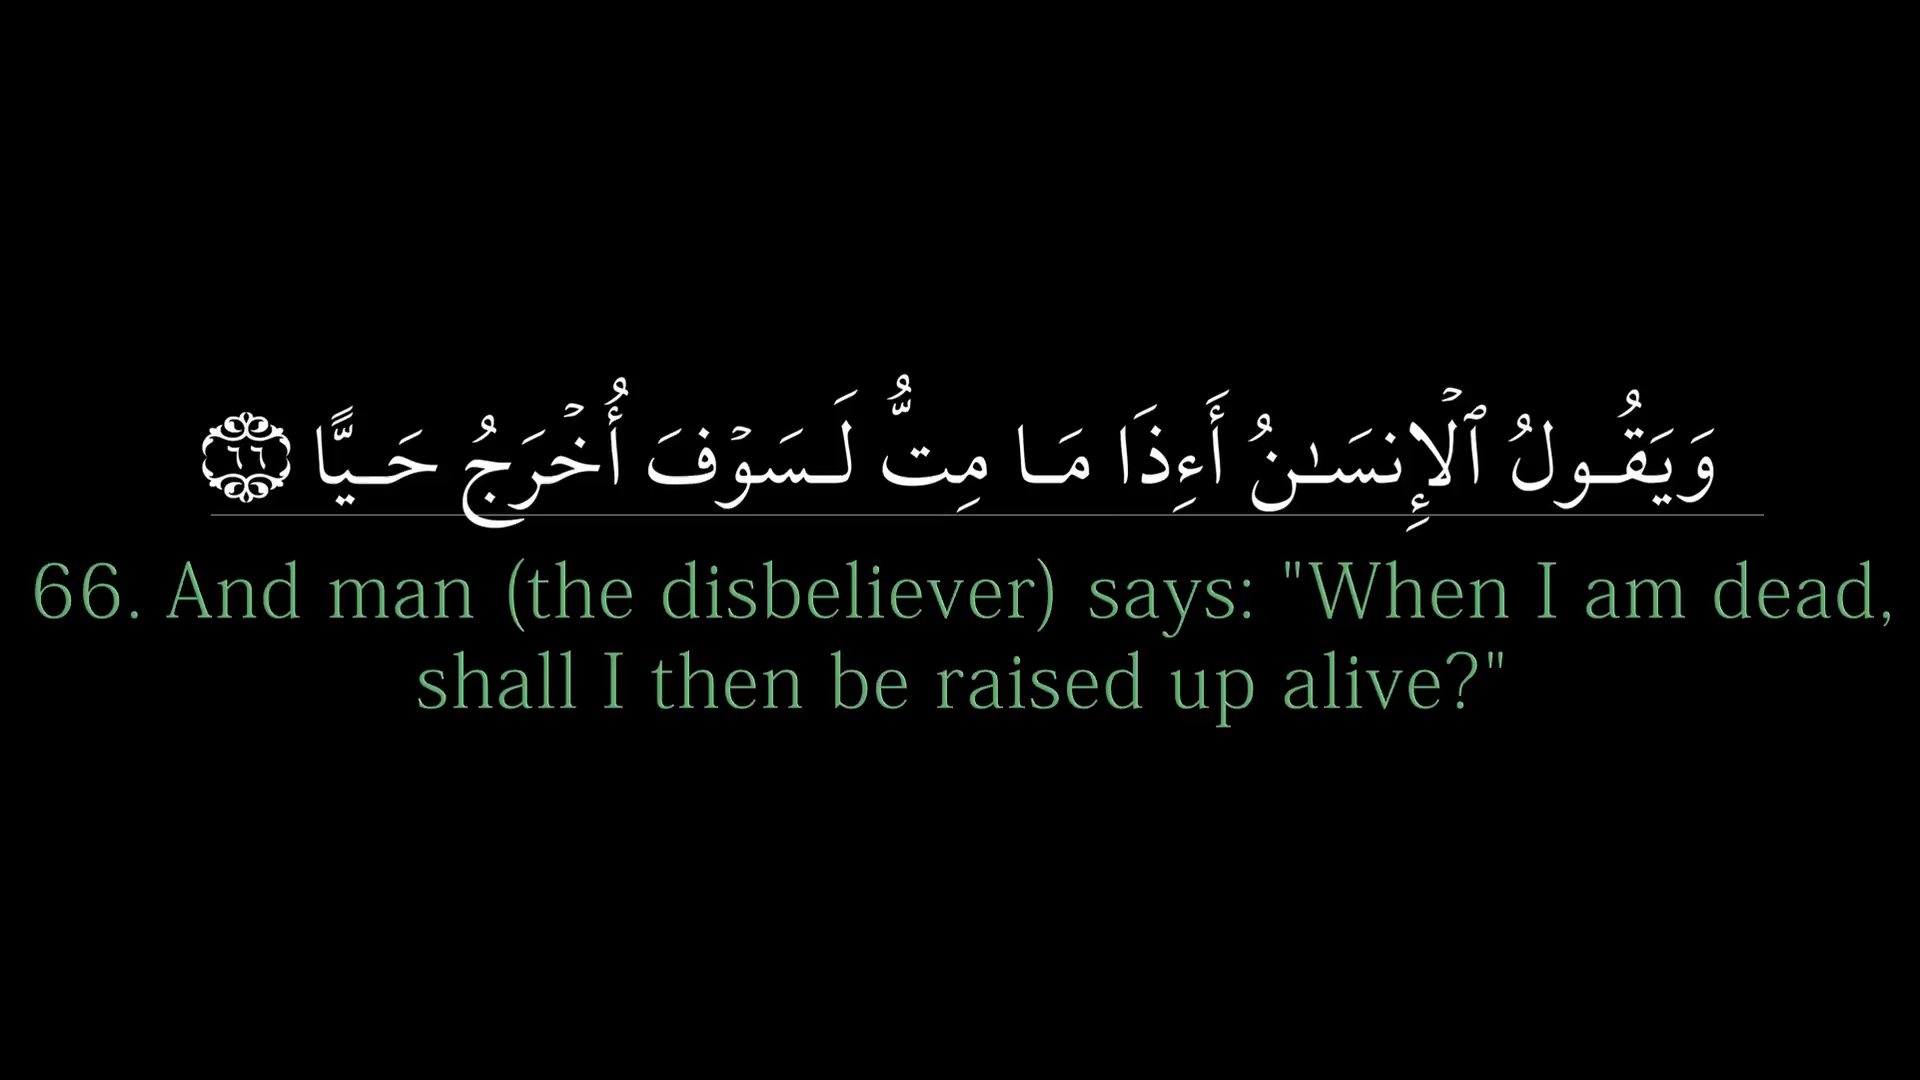 وَيَقُولُ ٱلْإِنسَـٰنُ أَءِذَا مَا مِتُّ لَسَوْفَ أُخْرَجُ حَيًّا ٦٦
66. And man (the disbeliever) says: "When I am dead,
shall I then be raised up alive?"